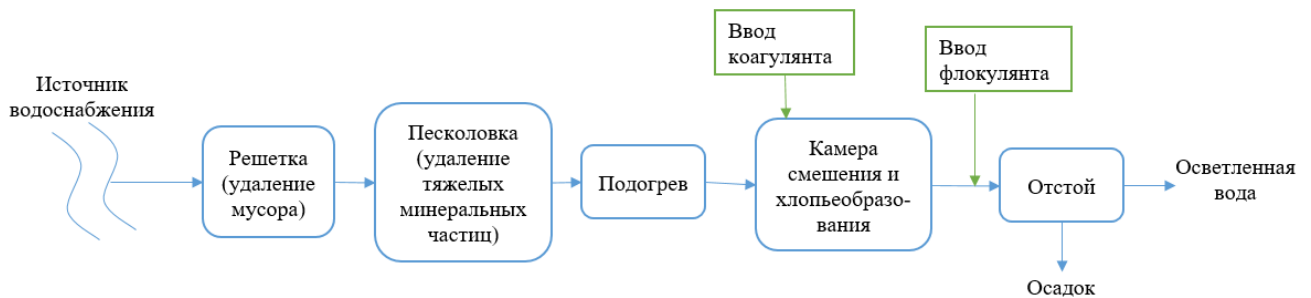 Источник
водоснабжения
Решетка
(удаление
мусора)
Песколовка
(удаление
тяжелых
минеральных
частиц)
Подогрев
Ввод
коагулянта
Камера
смешения и
хлопьеобразо-
вания
Ввод
флокулянта
Отстой
Осветленная
вода
Осадок